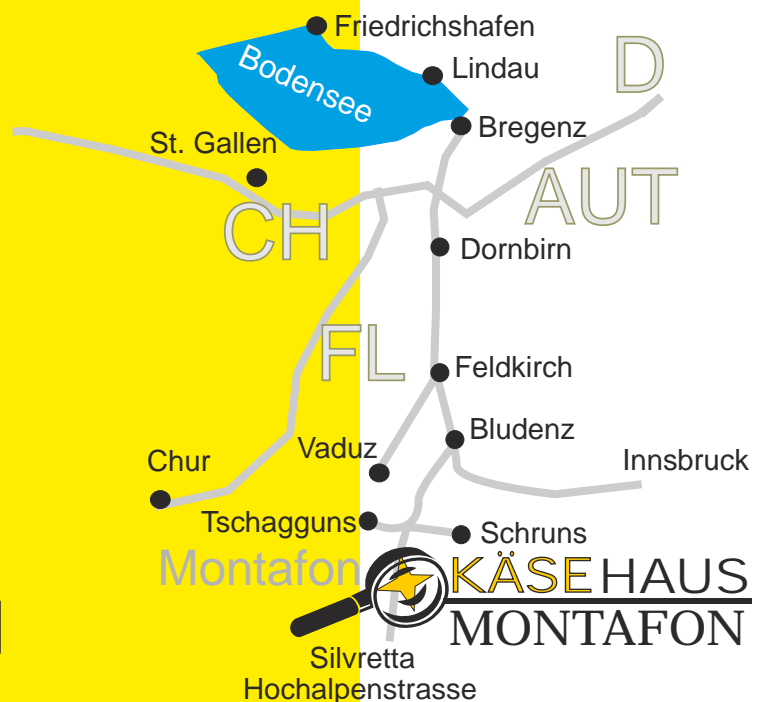 Friedrichshafen
Bodensee
Lindau
D
Bregenz
St. Gallen
AUT
CH
Dornbirn
FL
Feldkirch
Bludenz
Vaduz
Innsbruck
Chur
Tschagguns
Schruns
Montafon
KÄSEHAUS
MONTAFON
Silvretta
Hochalpenstrasse